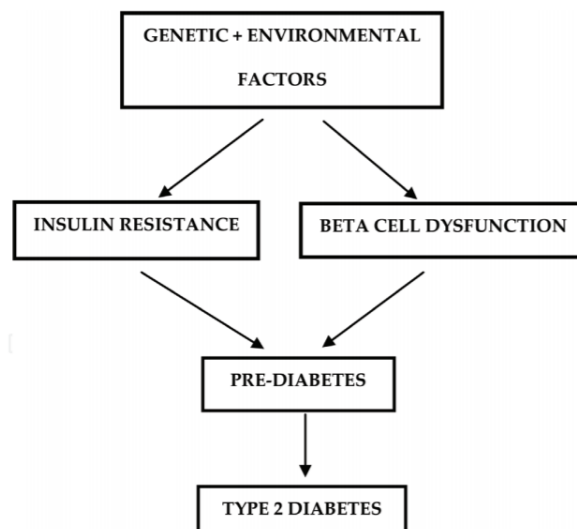 GENETIC + ENVIRONMENTAL
FACTORS
INSULIN RESISTANCE
BETA CELL DYSFUNCTION
PRE-DIABETES
TYPE 2 DIABETES